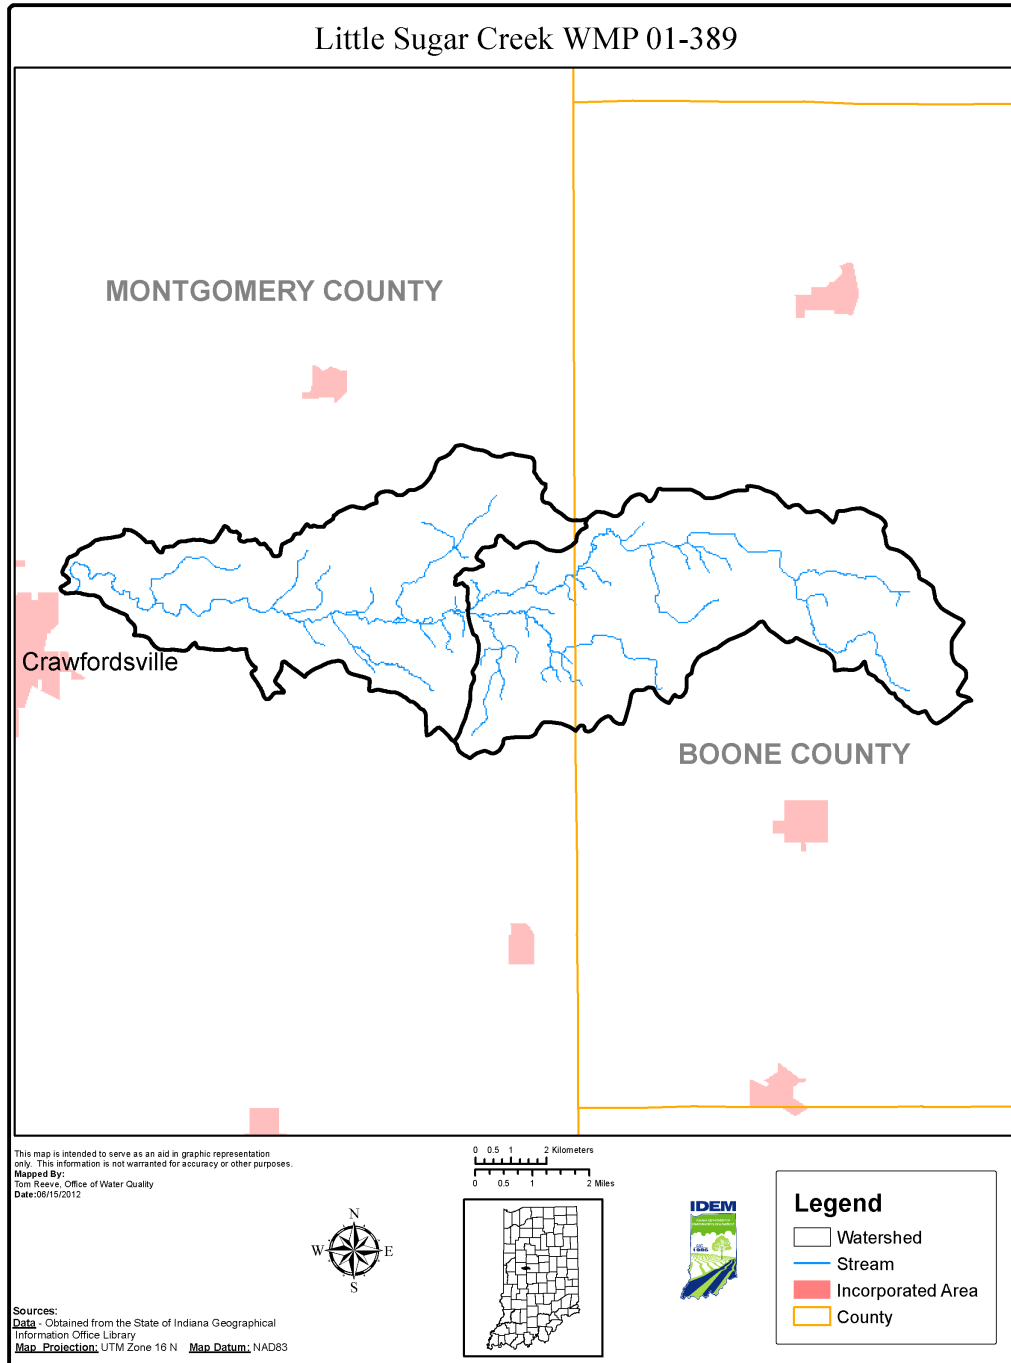 Little Sugar Creek WMP 01-389
MONTGOMERY COUNTY
Crawfordsville
BOONE COUNTY
This map is intended to serve as an aid in graphic representation
only. This information is not warranted for accuracy or other purposes.
Mapped By:
Tom Reeve, Office of Water Quality
Date:06/15/2012
0 0.5 1 2 Kilometers
0 0.5 1 2 Miles
N
W E
S
IDEM
1986
Legend
Watershed
Stream
Incorporated Area
County
Sources:
Data - Obtained from the State of Indiana Geographical
Information Office Library
Map Projection: UTM Zone 16 N Map Datum: NAD83